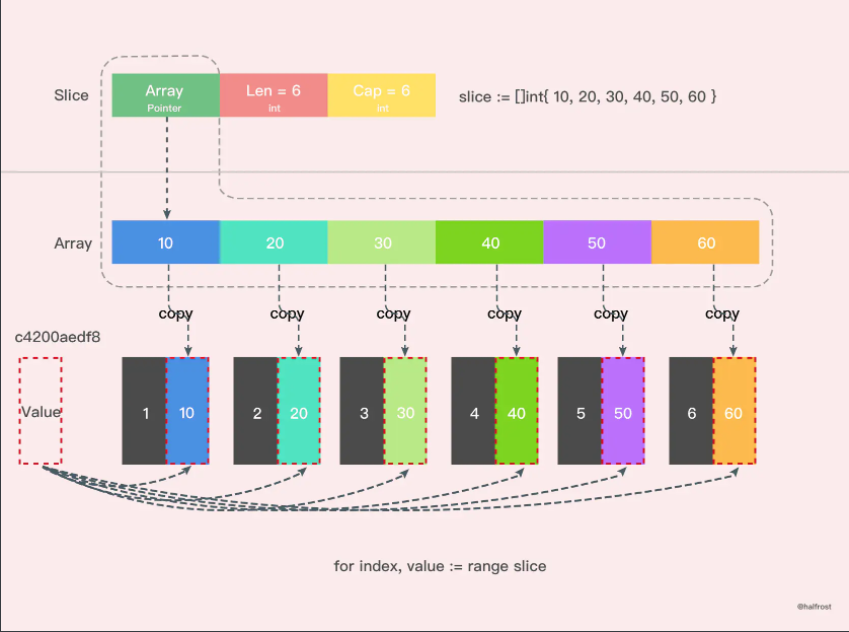 Slice
Array
Pointer
Len = 6
int
Cap = 6
int
slice := []int{ 10, 20, 30, 40, 50, 60 }
Array
10
20
30
40
50
60
copy
copy
copy
copy
copy
copy
c4200aedf8
Value
1
10
2
20
3
30
4
40
5
50
6
60
for index, value := range slice
@halfrost